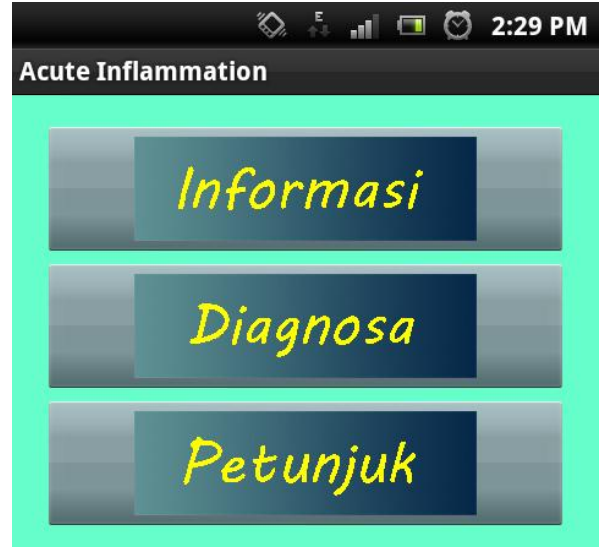 E
2:29 PM
Acute Inflammation
Informasi
Diagnosa
Petunjuk